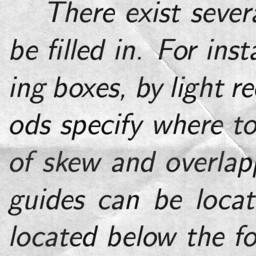 There exist severa
be filled in. For insta
ing boxes, by light re
ods specify where to
of skew and overlapp
guides can be locat
located below the fo